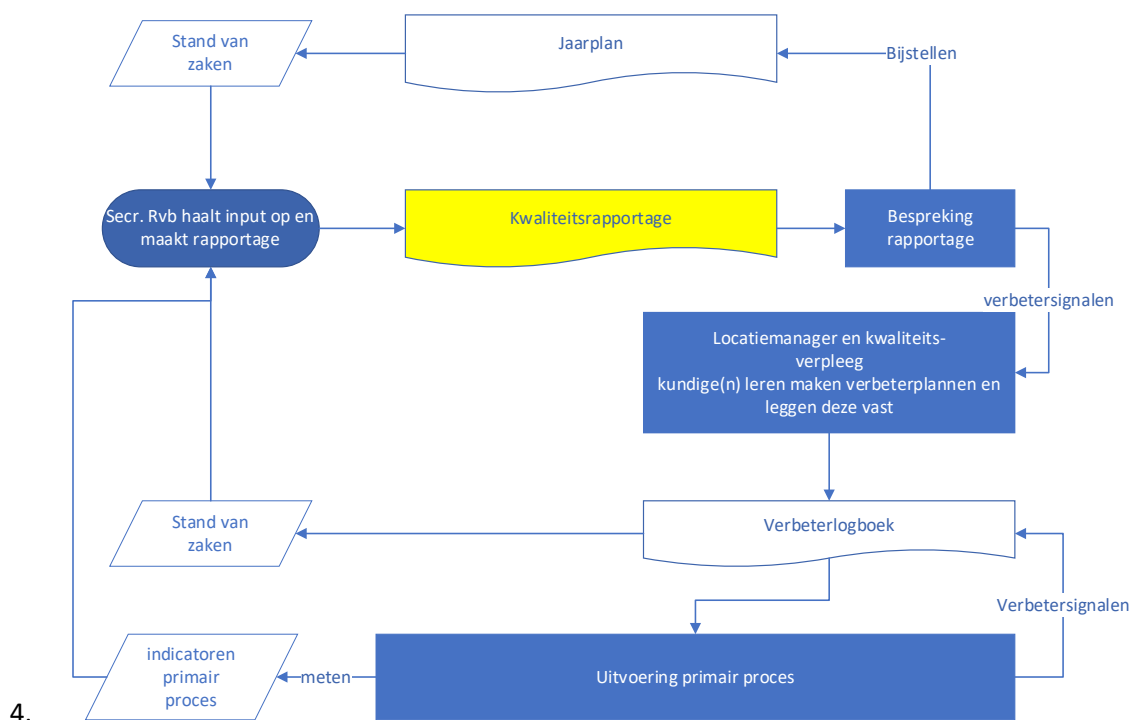 Stand van
zaken
Jaarplan
Bijstellen
Secr. Rvb haalt input op en
maakt rapportage
Kwaliteitsrapportage
Bespreking
rapportage
verbetersignalen
Locatiemanager en kwaliteits-
verpleeg
kundige(n) leren maken verbeterplannen en
leggen deze vast
Stand van
zaken
Verbeterlogboek
Verbetersignalen
indicatoren
primair
proces
meten
Uitvoering primair proces
4.